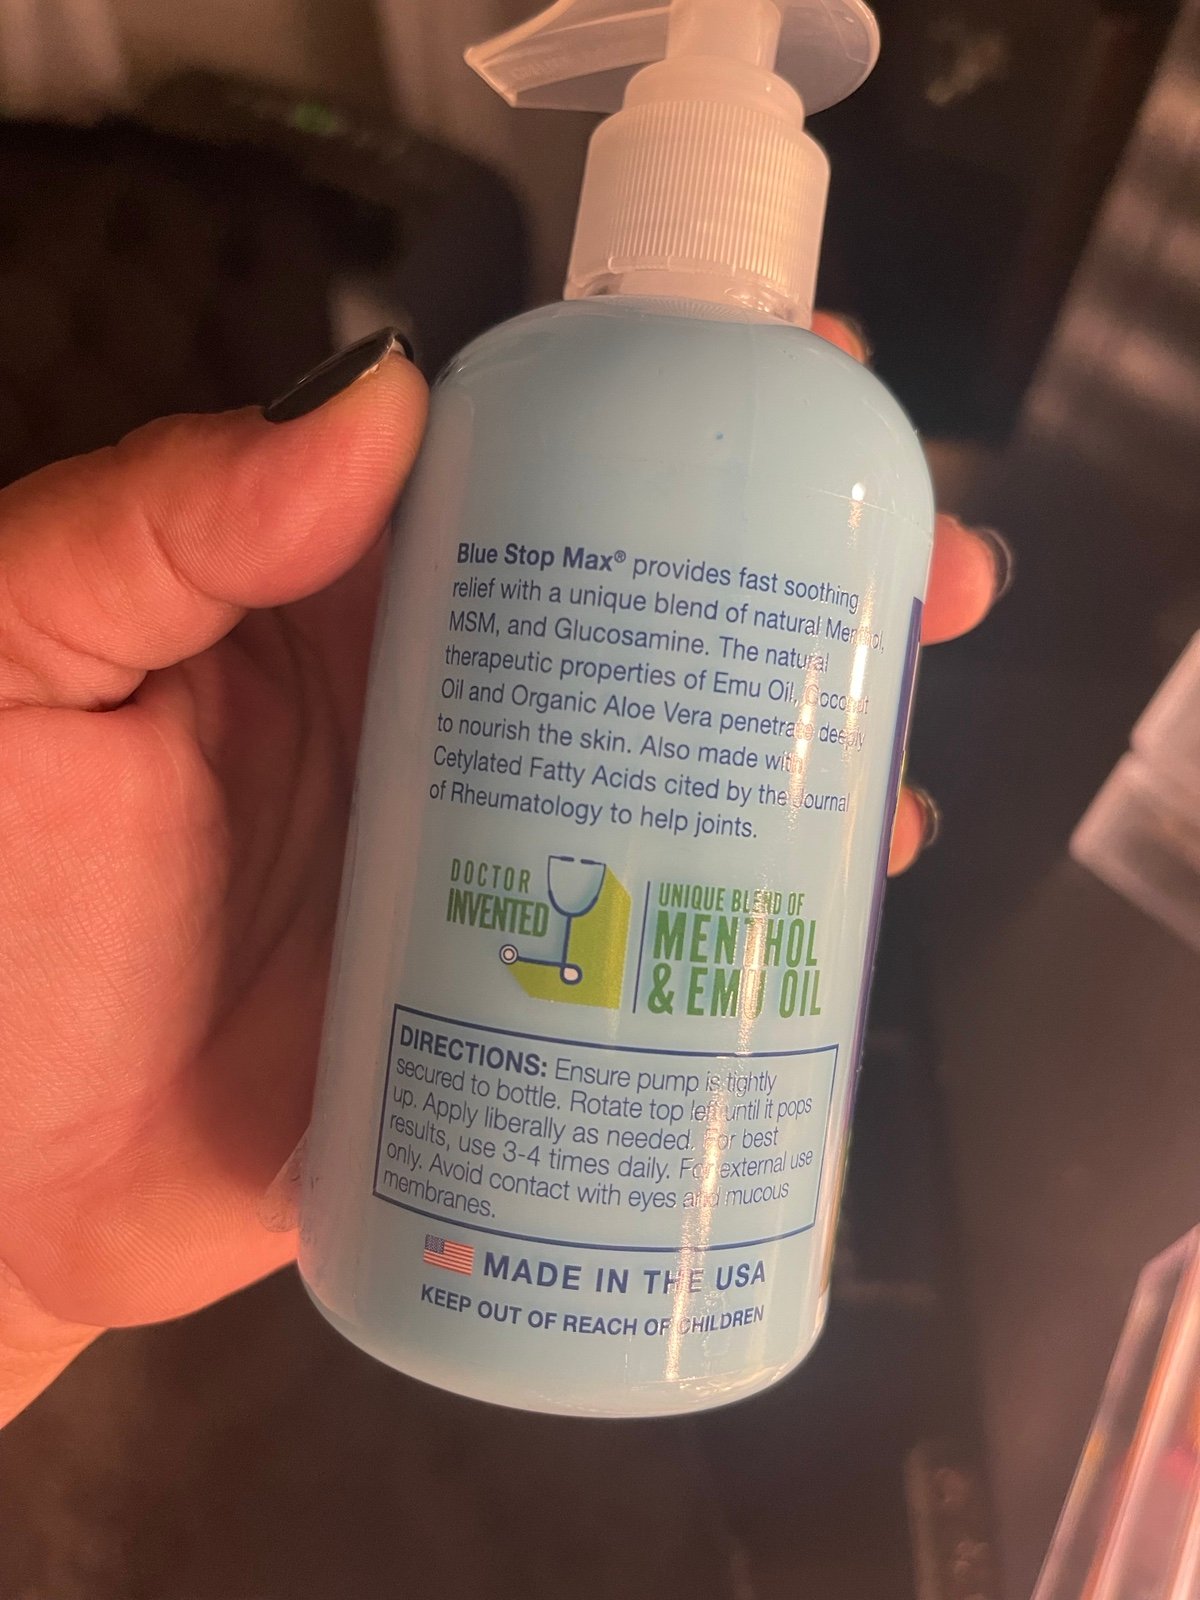 Blue Stop Max® provides fast soothing
relief with a unique blend of natural Menthol,
MSM, and Glucosamine. The natural
therapeutic properties of Emu Oil, Coconut
Oil and Organic Aloe Vera penetrate deeply
to nourish the skin. Also made with
Cetylated Fatty Acids cited by the Journal
of Rheumatology to help joints.
DOCTOR
INVENTED
UNIQUE BLEND OF
MENTHOL
& EMU OIL
DIRECTIONS: Ensure pump is tightly
secured to bottle. Rotate top left until it pops
up. Apply liberally as needed. For best
results, use 3-4 times daily. For external use
only. Avoid contact with eyes and mucous
membranes.
MADE IN THE USA
KEEP OUT OF REACH OF CHILDREN